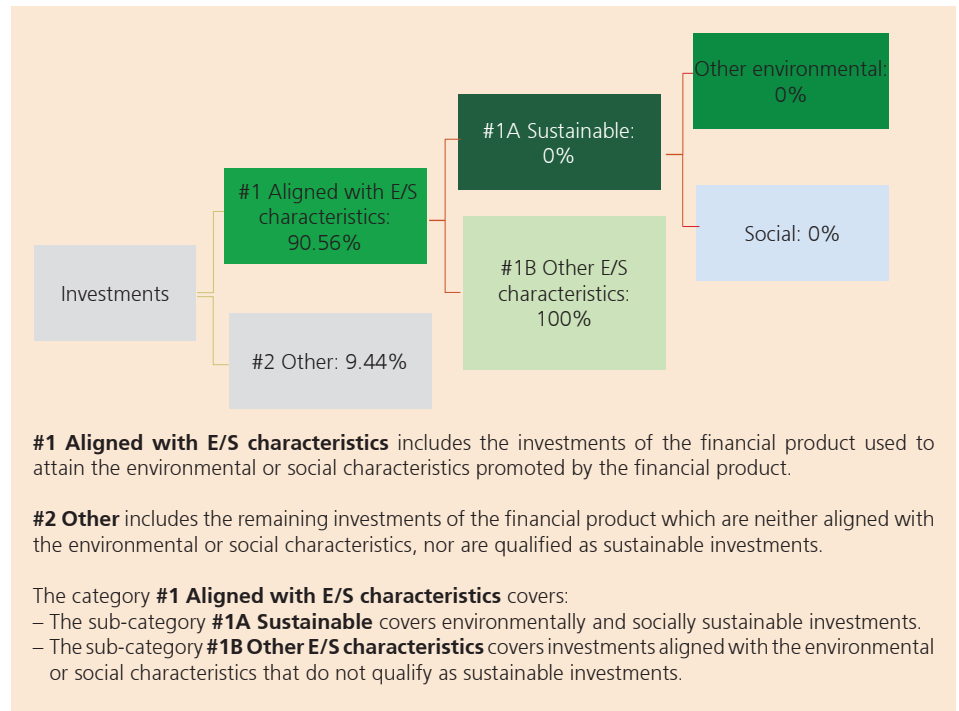 Investments
#1 Aligned with E/S
characteristics:
90.56%
#2 Other: 9.44%
#1A Sustainable:
0%
#1B Other E/S
characteristics:
100%
Other environmental:
0%
Social: 0%
#1 Aligned with E/S characteristics includes the investments of the financial product used to
attain the environmental or social characteristics promoted by the financial product.
#2 Other includes the remaining investments of the financial product which are neither aligned with
the environmental or social characteristics, nor are qualified as sustainable investments.
The category #1 Aligned with E/S characteristics covers:
– The sub-category #1A Sustainable covers environmentally and socially sustainable investments.
– The sub-category #1B Other E/S characteristics covers investments aligned with the environmental
or social characteristics that do not qualify as sustainable investments.